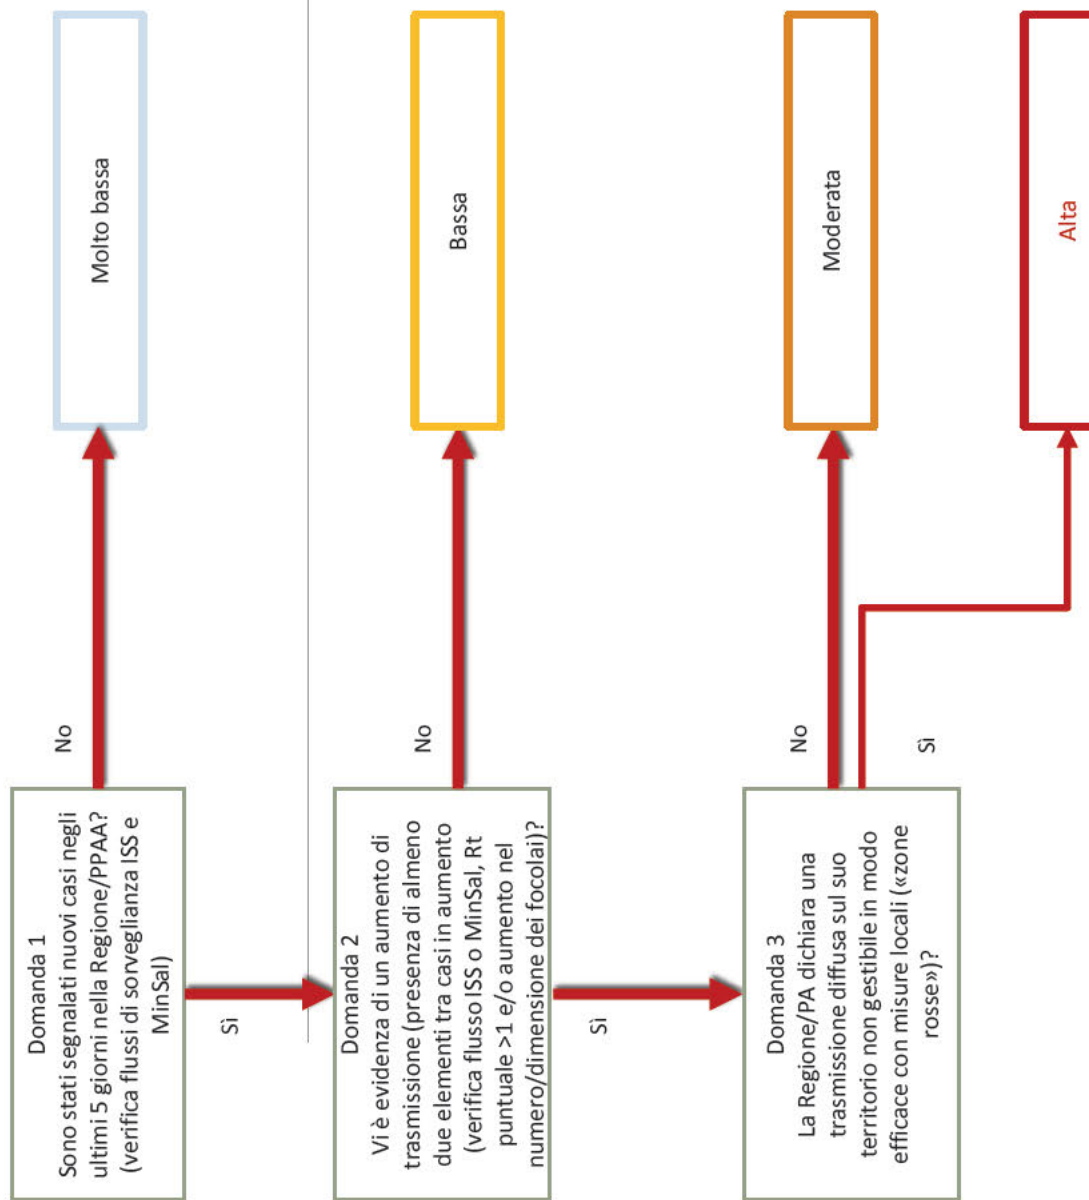 Domanda 1
Sono stati segnalati nuovi casi negli
ultimi 5 giorni nella Regione/PPAA?
(verifica flussi di sorveglianza ISS e
MinSal)
No
Molto bassa
Sì
Domanda 2
Vi è evidenza di un aumento di
trasmissione (presenza di almeno
due elementi tra casi in aumento
(verifica flusso ISS o MinSal, Rt
puntuale >1 e/o aumento nel
numero/dimensione dei focolai)?
No
Bassa
Sì
Domanda 3
La Regione/PA dichiara una
trasmissione diffusa sul suo
territorio non gestibile in modo
efficace con misure locali («zone
rosse»)?
No
Moderata
Sì
Alta